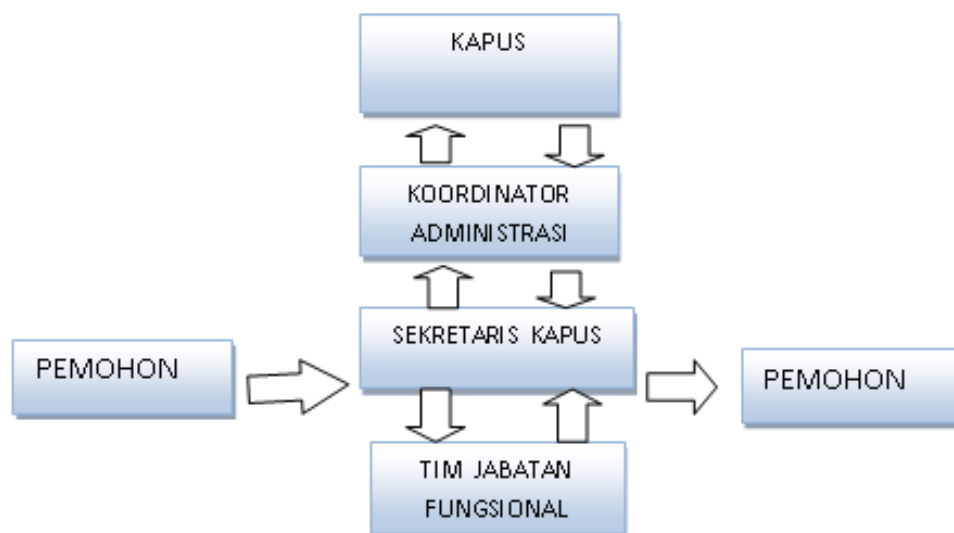 KAPUS
KOORDINATOR
ADMINISTRASI
SEKRETARIS KAPUS
PEMOHON
PEMOHON
TIM JABATAN
FUNGSIONAL